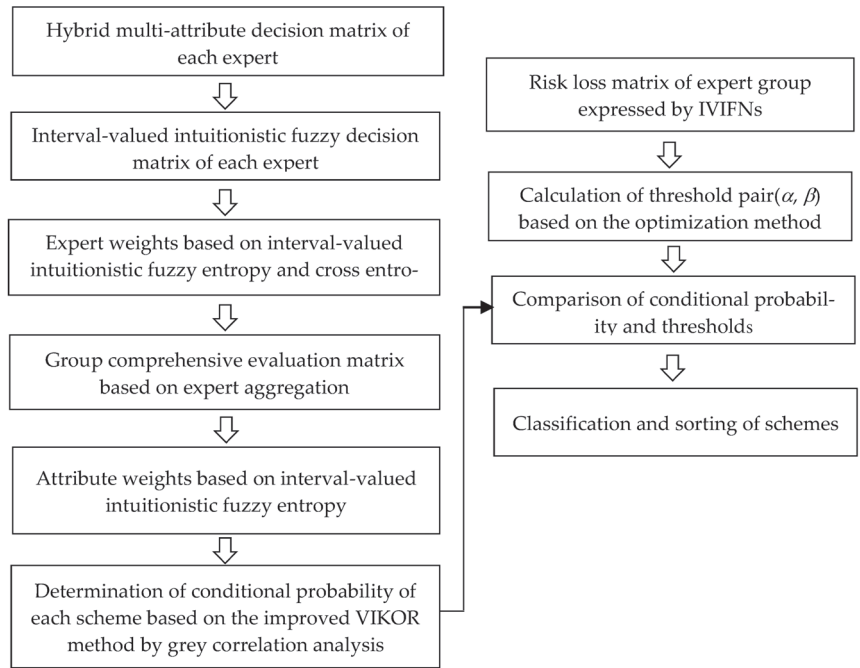 Hybrid multi-attribute decision matrix of
each expert
Interval-valued intuitionistic fuzzy decision
matrix of each expert
Expert weights based on interval-valued
intuitionistic fuzzy entropy and cross entro-
Group comprehensive evaluation matrix
based on expert aggregation
Attribute weights based on interval-valued
intuitionistic fuzzy entropy
Determination of conditional probability of
each scheme based on the improved VIKOR
method by grey correlation analysis
Risk loss matrix of expert group
expressed by IVIFNs
Calculation of threshold pair(α, β)
based on the optimization method
Comparison of conditional probabil-
ity and thresholds
Classification and sorting of schemes